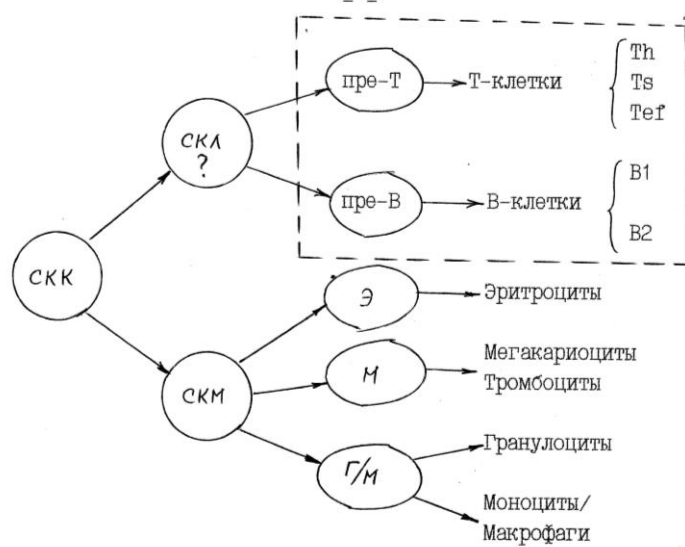 Th
пре-Т
Т-клетки
Ts
Tef
СКЛ
?
пре-В
В-клетки
B1
B2
СКК
Э
Эритроциты
СКМ
М
Мегакариоциты
Тромбоциты
Г/М
Гранулоциты
Моноциты/
Макрофаги